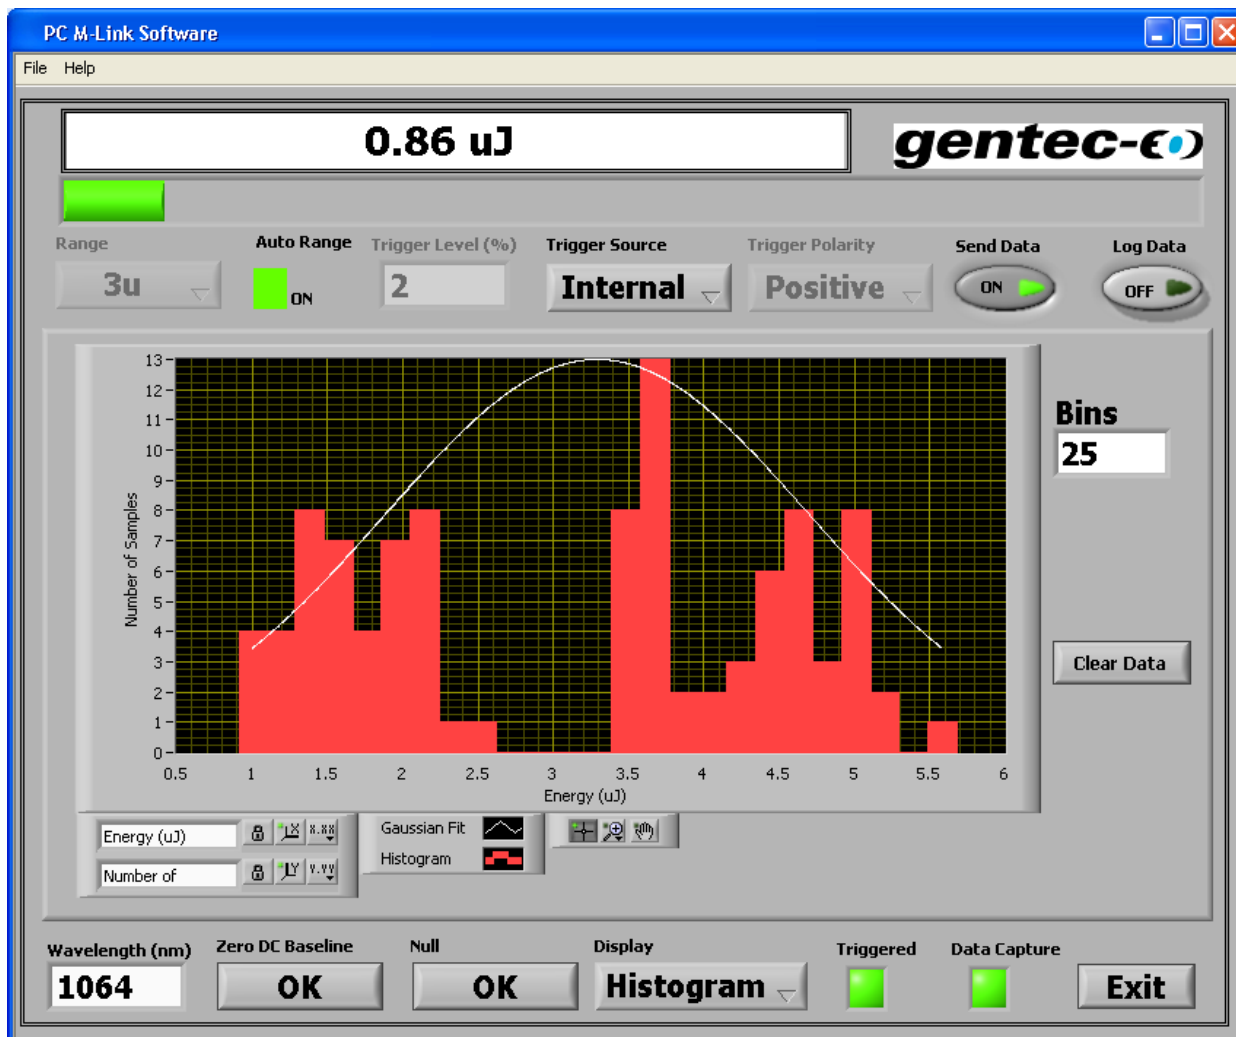 PC M-Link Software
File Help
0.86 uJ
gentec-EO
Range
Auto Range
Trigger Level (%)
Trigger Source
Trigger Polarity
Send Data
Log Data
3u
ON
2
Internal
Positive
ON
OFF
13
12
11
10
9
8
7
6
5
4
3
2
1
0
Number of Samples
0.5 1 1.5 2 2.5 3 3.5 4 4.5 5 5.5 6
Energy (uJ)
Bins
25
Clear Data
Energy (uJ)
X
X.XX
Number of
Y
Y.YY
Gaussian Fit
Histogram
Wavelength (nm)
Zero DC Baseline
Null
Display
Triggered
Data Capture
1064
OK
OK
Histogram
Exit